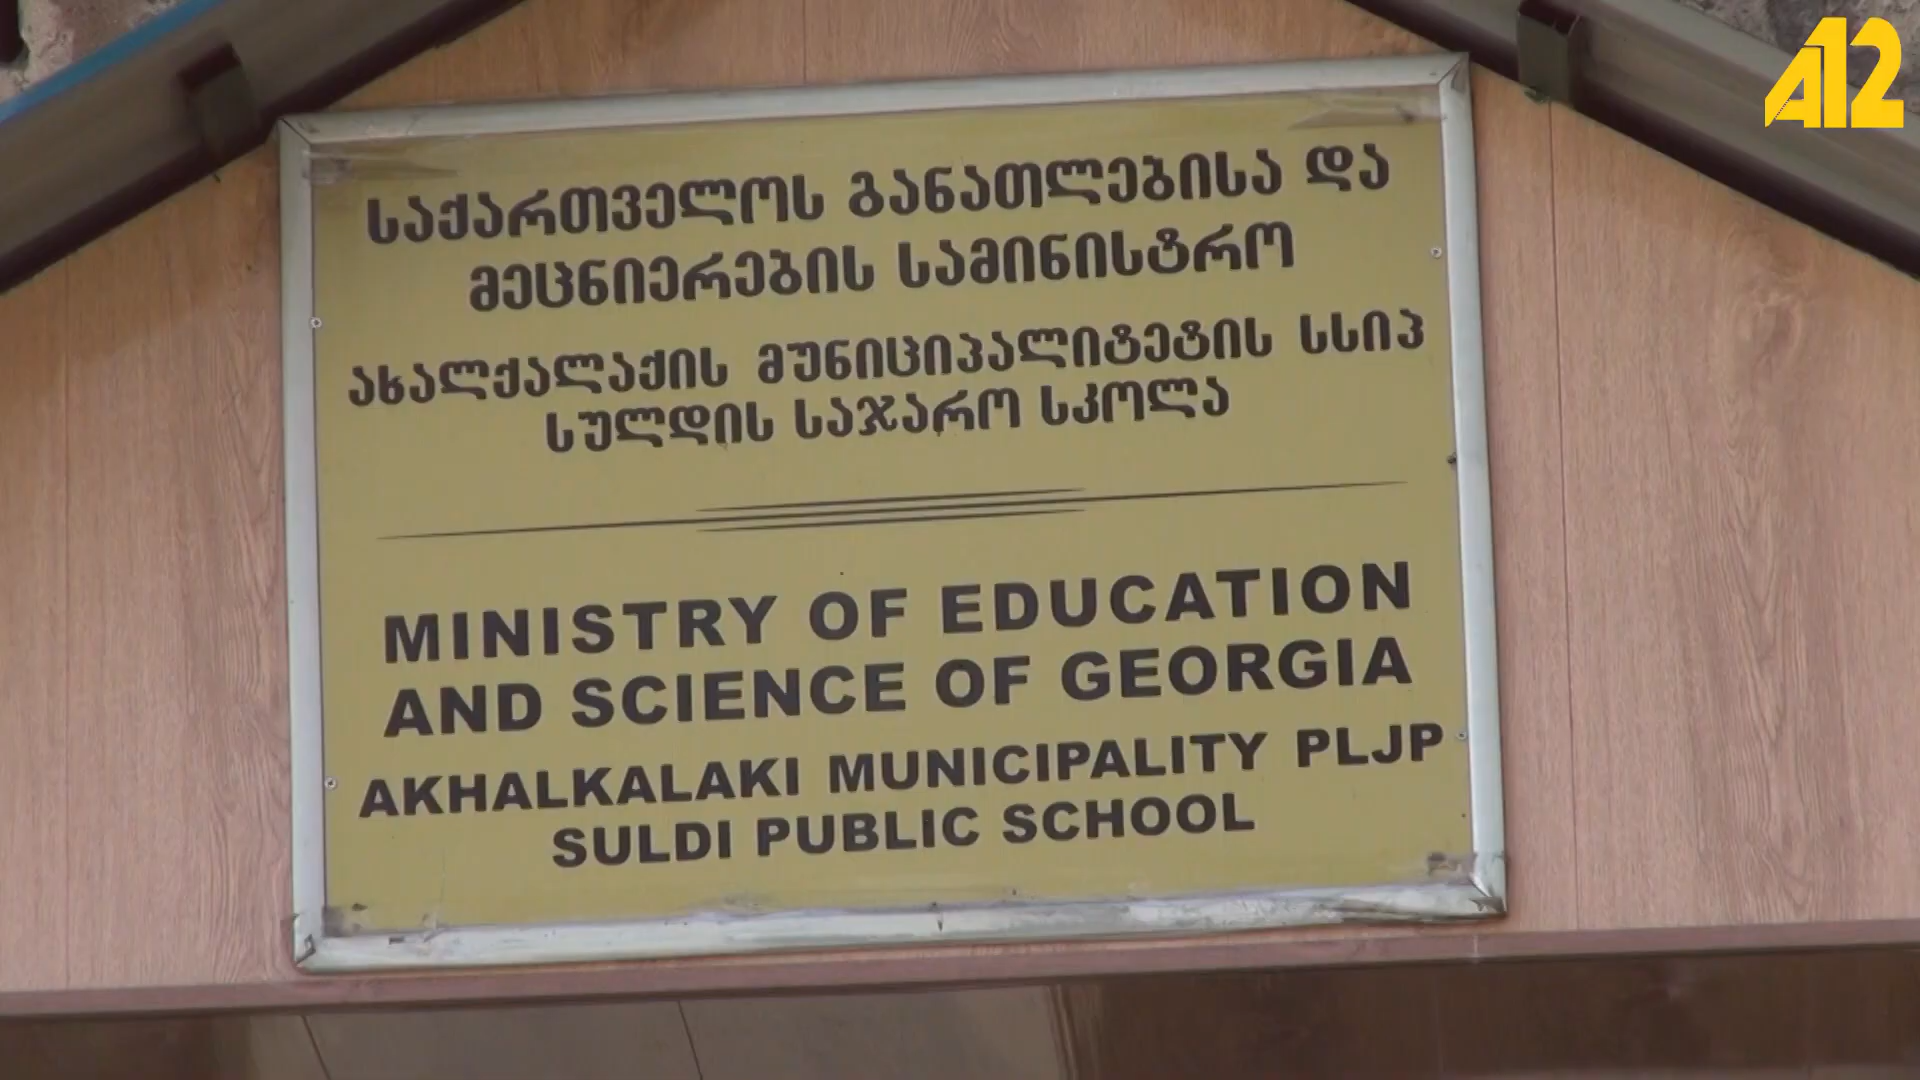 A12
საქართველოს განათლებისა და
მეცნიერების სამინისტრო
ახალქალაქის მუნიციპალიტეტის სსიპ
სულდის საჯარო სკოლა
MINISTRY OF EDUCATION
AND SCIENCE OF GEORGIA
AKHALKALAKI MUNICIPALITY PLJP
SULDI PUBLIC SCHOOL